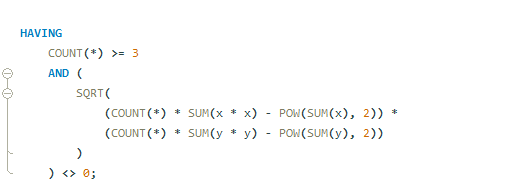 HAVING
COUNT(*) >= 3
AND (
SQRT(
(COUNT(*) * SUM(x * x) - POW(SUM(x), 2)) *
(COUNT(*) * SUM(y * y) - POW(SUM(y), 2))
)
) <> 0;